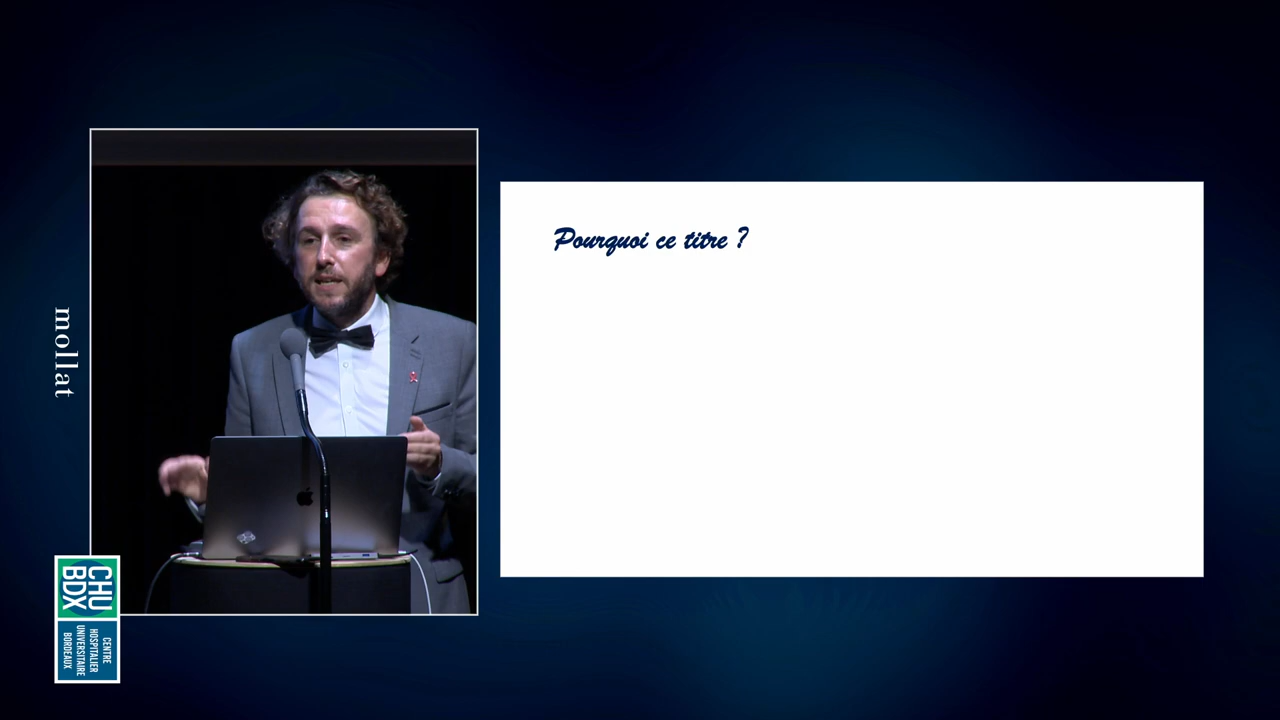 Pourquoi ce titre ?
mollat
CHU
BDX
CENTRE
HOSPITALIER
UNIVERSITAIRE
BORDEAUX